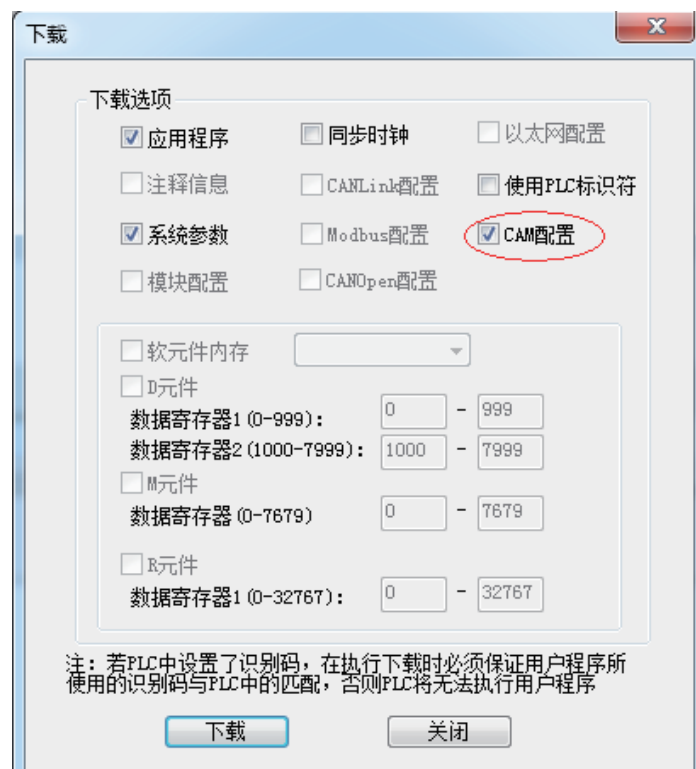 下载
下载选项
应用程序 同步时钟 以太网配置
注释信息 CANLink配置 使用PLC标识符
系统参数 Modbus配置 CAM配置
模块配置 CANOpen配置
软元件内存
D元件
数据寄存器1(0-999): 0 - 999
数据寄存器2(1000-7999): 1000 - 7999
M元件
数据寄存器(0-7679) 0 - 7679
R元件
数据寄存器1(0-32767): 0 - 32767
注：若PLC中设置了识别码，在执行下载时必须保证用户程序所
使用的识别码与PLC中的匹配，否则PLC将无法执行用户程序
下载 关闭